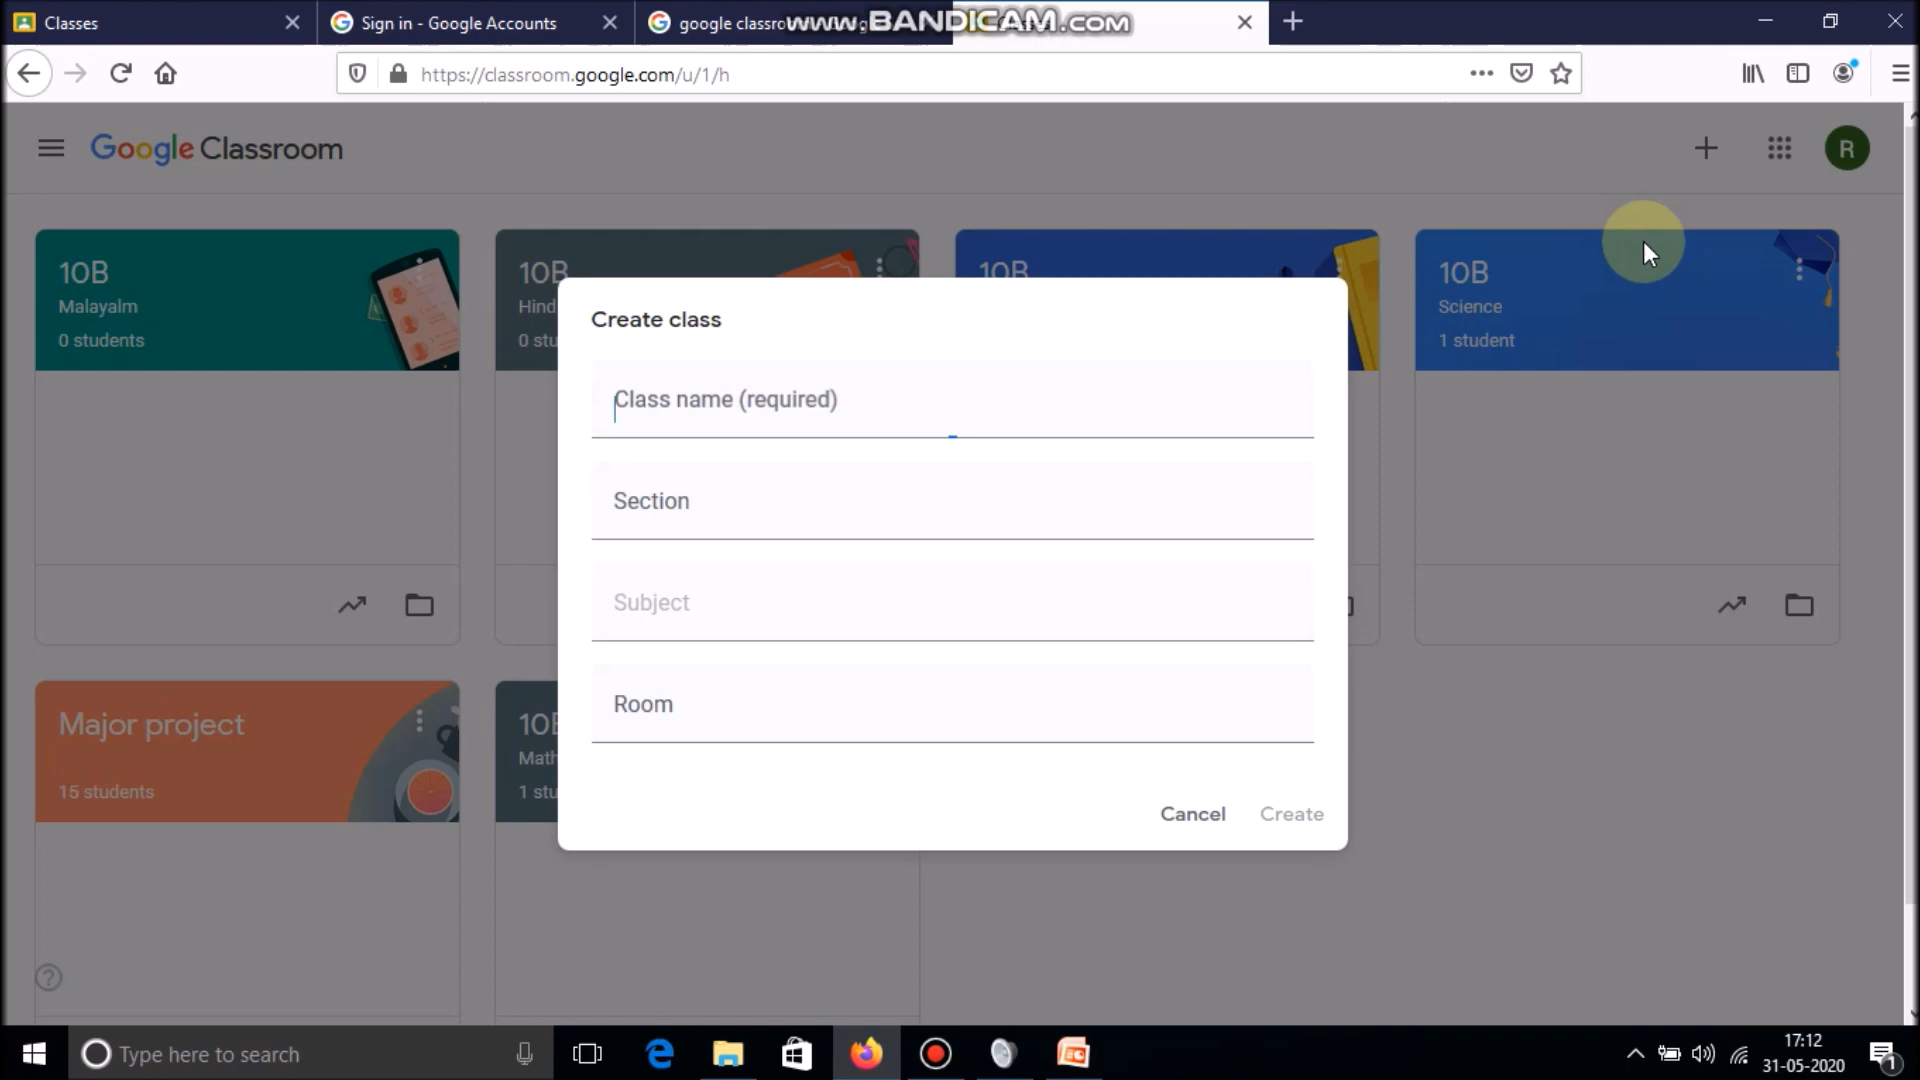 Classes
Sign in - Google Accounts
google classroom
www.BANDICAM.com
https://classroom.google.com/u/1/h
Google Classroom
R
10B
Malayalm
0 students
10B
Hind
0 stu
10B
10B
Science
1 student
Create class
Class name (required)
Section
Subject
Room
Cancel
Create
Major project
15 students
10B
Math
1 stu
Type here to search
17:12
31-05-2020
1